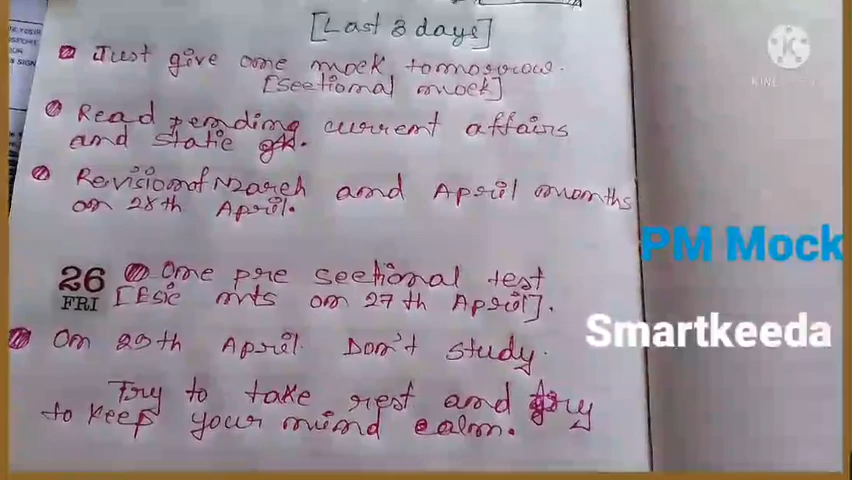 [Last 3 days]
Just give one mock tomorrow.
[Sectional mock]
Read pending current affairs
and static gk.
Revision of March and April months
on 28th April.
26
FRI
One pre sectional test
[Esic mts on 27th April].
On 29th April Don't study.
Try to take rest and try
to keep your mind calm.
PM Mock
Smartkeeda
K